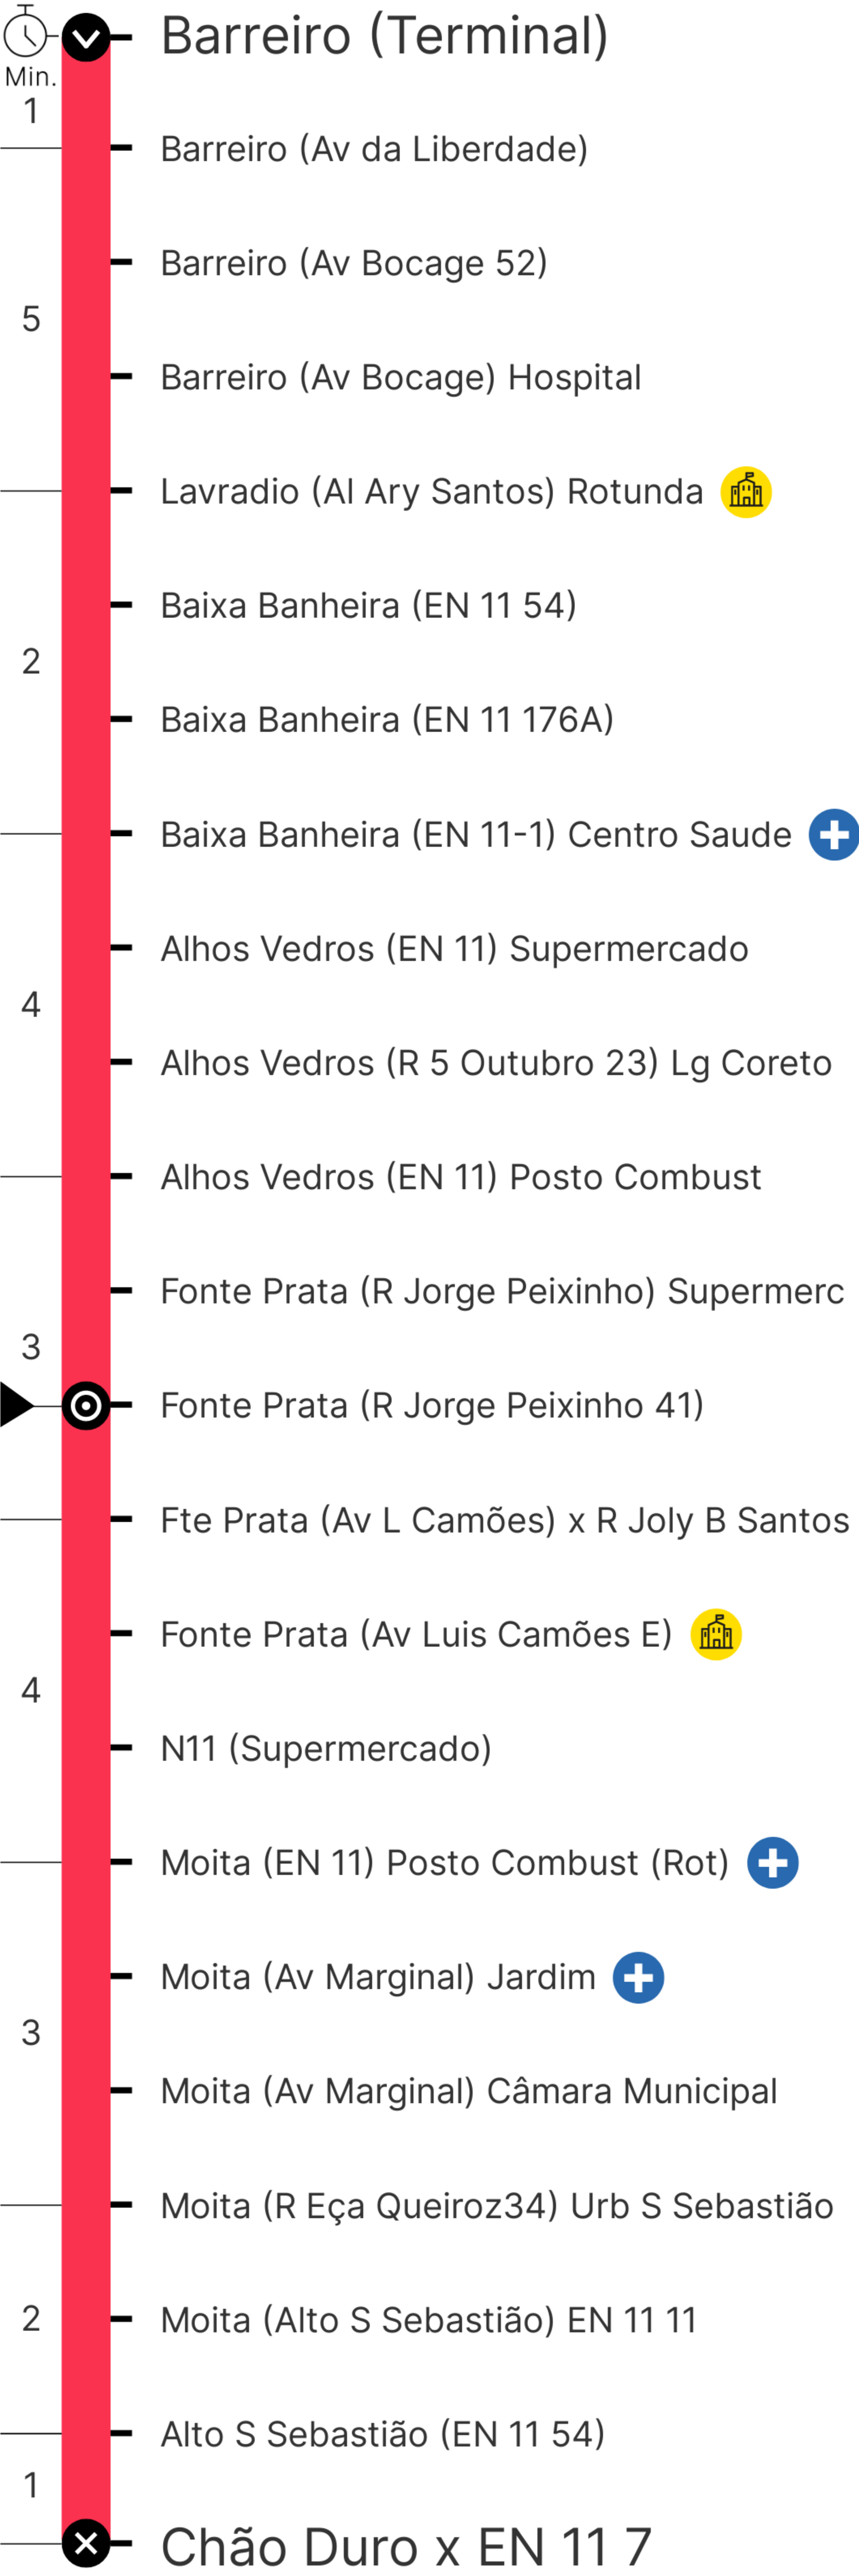 Barreiro (Terminal)
Min.
1
Barreiro (Av da Liberdade)
Barreiro (Av Bocage 52)
5
Barreiro (Av Bocage) Hospital
Lavradio (Al Ary Santos) Rotunda
Baixa Banheira (EN 11 54)
2
Baixa Banheira (EN 11 176A)
Baixa Banheira (EN 11-1) Centro Saude
Alhos Vedros (EN 11) Supermercado
4
Alhos Vedros (R 5 Outubro 23) Lg Coreto
Alhos Vedros (EN 11) Posto Combust
Fonte Prata (R Jorge Peixinho) Supermerc
3
Fonte Prata (R Jorge Peixinho 41)
Fte Prata (Av L Camões) x R Joly B Santos
Fonte Prata (Av Luis Camões E)
4
N11 (Supermercado)
Moita (EN 11) Posto Combust (Rot)
Moita (Av Marginal) Jardim
3
Moita (Av Marginal) Câmara Municipal
Moita (R Eça Queiroz34) Urb S Sebastião
2
Moita (Alto S Sebastião) EN 11 11
Alto S Sebastião (EN 11 54)
1
Chão Duro x EN 11 7